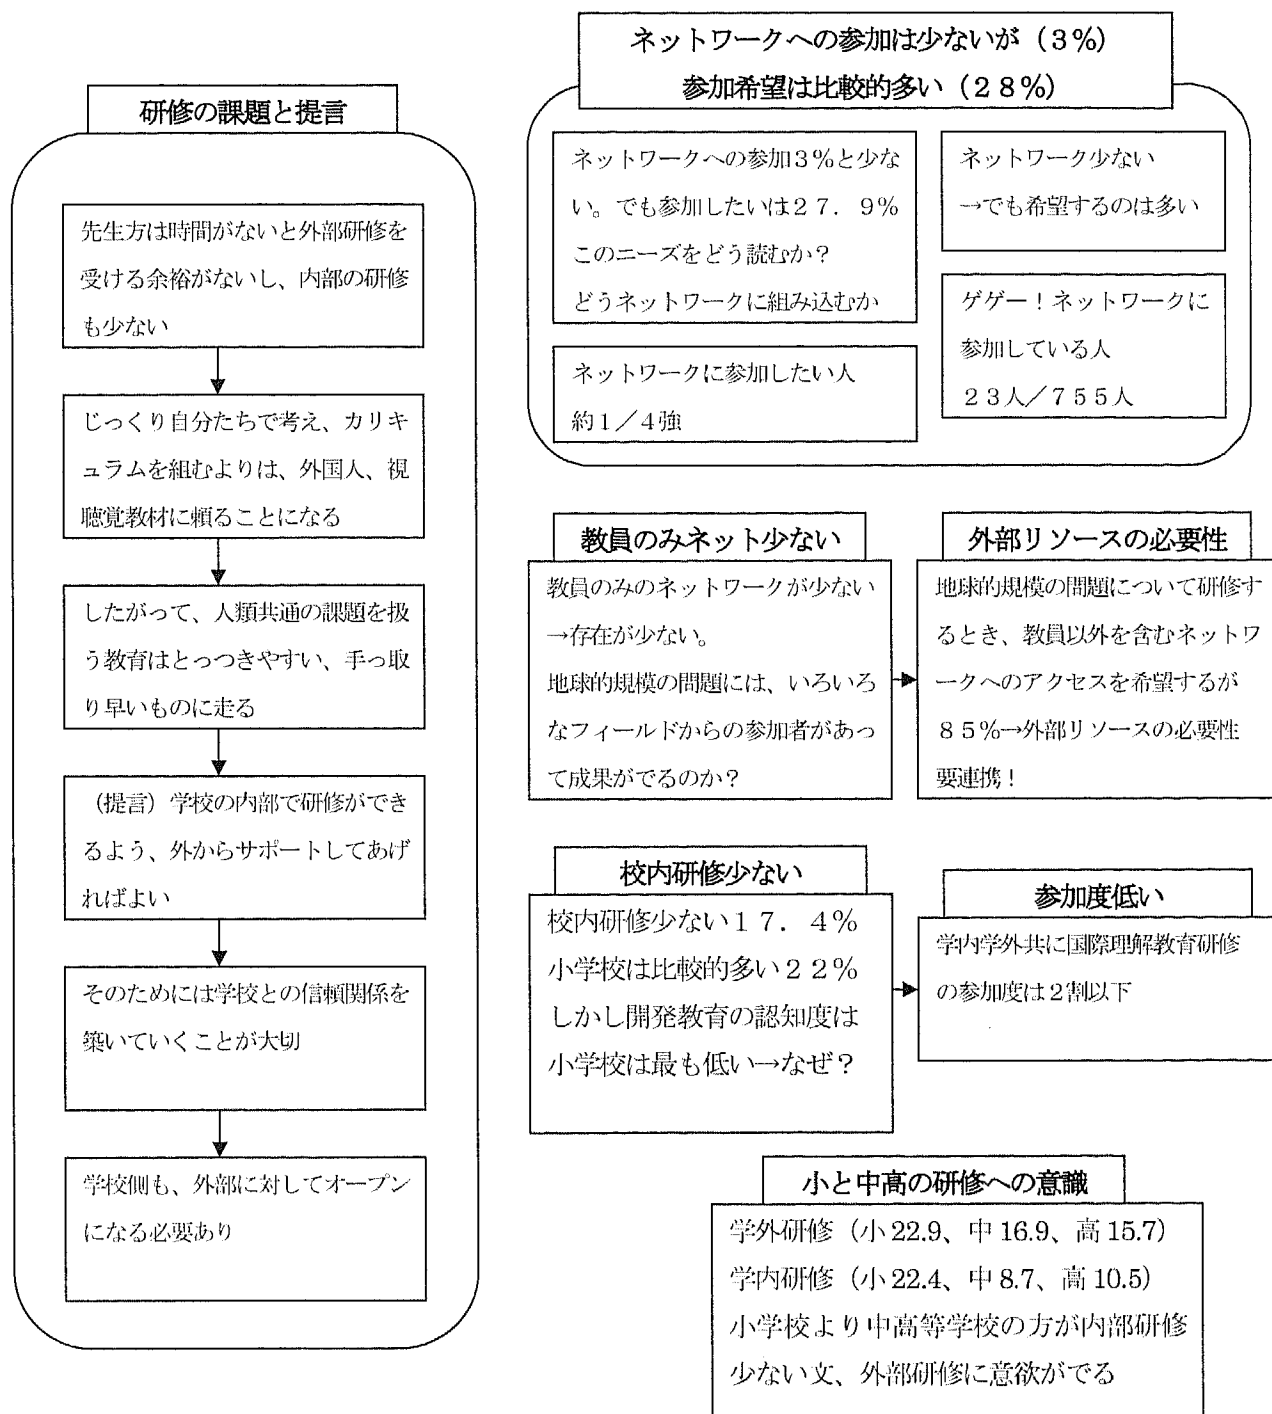 研修の課題と提言
先生方は時間がないと外部研修を
受ける余裕がないし、内部の研修
も少ない
じっくり自分たちで考え、カリキ
ュラムを組むよりは、外国人、視
聴覚教材に頼ることになる
したがって、人類共通の課題を扱
う教育はとっつきやすい、手っ取
り早いものに走る
（提言）学校の内部で研修ができ
るよう、外からサポートしてあげ
ればよい
そのためには学校との信頼関係を
築いていくことが大切
学校側も、外部に対してオープン
になる必要あり
ネットワークへの参加は少ないが（３％）
参加希望は比較的多い（２８％）
ネットワークへの参加３％と少な
い。でも参加したいは２７．９％
このニーズをどう読むか？
どうネットワークに組み込むか
ネットワークに参加したい人
約１／４強
ネットワーク少ない
→でも希望するのは多い
ゲゲー！ネットワークに
参加している人
２３人／７５５人
教員のみネット少ない
教員のみのネットワークが少ない
→存在が少ない。
地球的規模の問題には、いろいろ
なフィールドからの参加者があっ
て成果がでるのか？
外部リソースの必要性
地球的規模の問題について研修す
るとき、教員以外を含むネットワ
ークへのアクセスを希望するが
８５％→外部リソースの必要性
要連携！
校内研修少ない
校内研修少ない１７．４％
小学校は比較的多い２２％
しかし開発教育の認知度は
小学校は最も低い→なぜ？
参加度低い
学内学外共に国際理解教育研修
の参加度は２割以下
小と中高の研修への意識
学外研修（小 22.9、中 16.9、高 15.7）
学内研修（小 22.4、中 8.7、高 10.5）
小学校より中高等学校の方が内部研修
少ない文、外部研修に意欲がでる